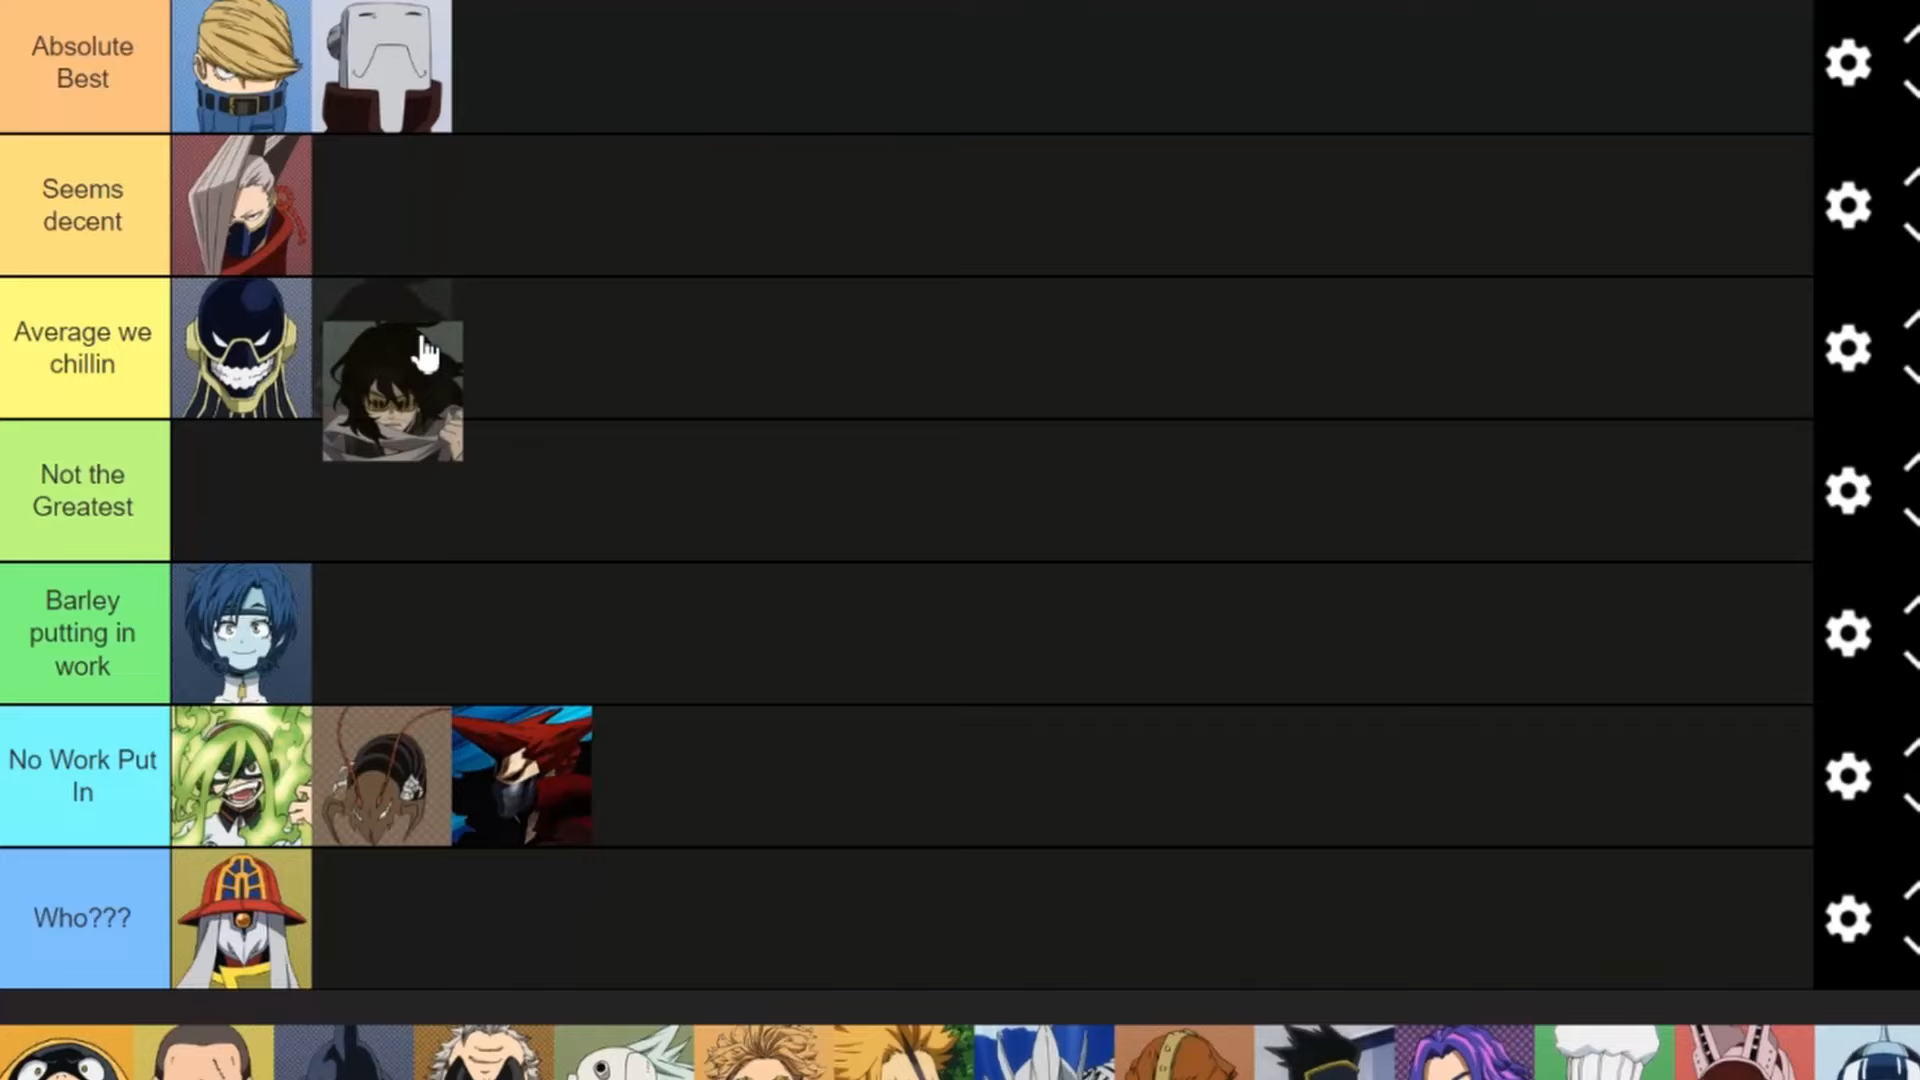 Absolute
Best
Seems
decent
Average we
chillin
Not the
Greatest
Barley
putting in
work
No Work Put
In
Who???